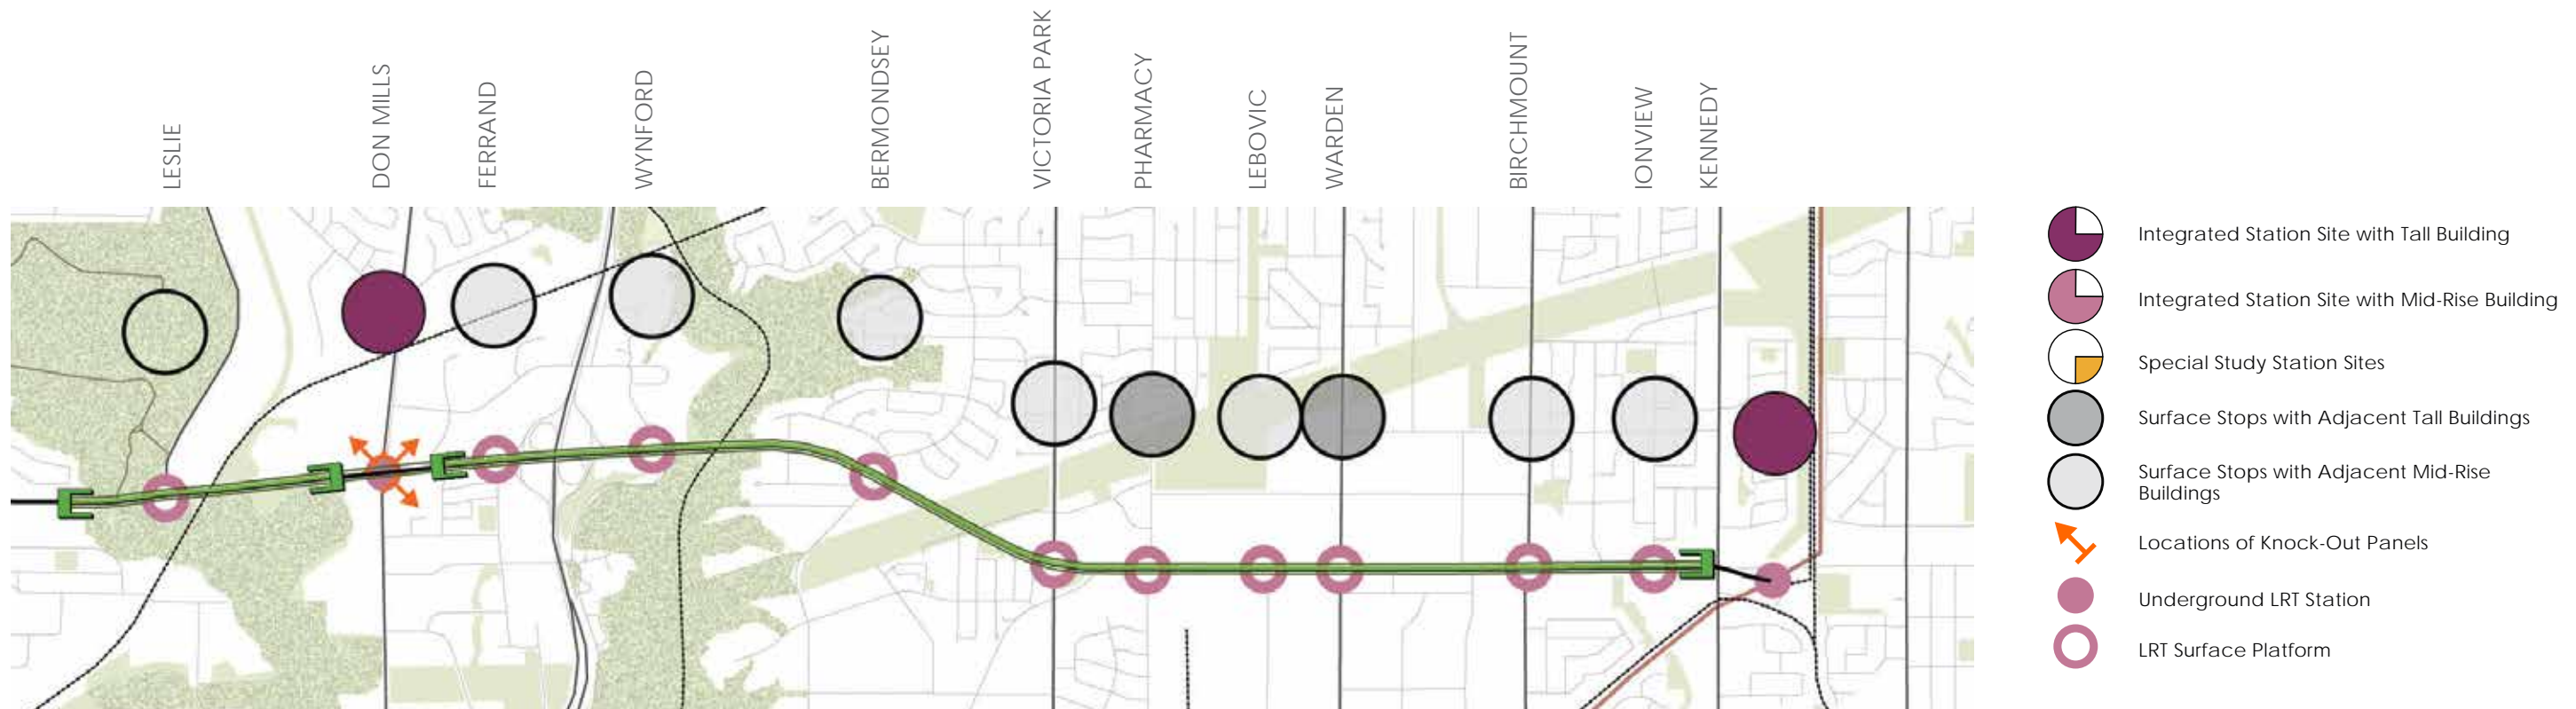 LESLIE
DON MILLS
FERRAND
WYNFORD
BERMONDSEY
VICTORIA PARK
PHARMACY
LEBOVIC
WARDEN
BIRCHMOUNT
IONVIEW
KENNEDY
Integrated Station Site with Tall Building
Integrated Station Site with Mid-Rise Building
Special Study Station Sites
Surface Stops with Adjacent Tall Buildings
Surface Stops with Adjacent Mid-Rise
Buildings
Locations of Knock-Out Panels
Underground LRT Station
LRT Surface Platform